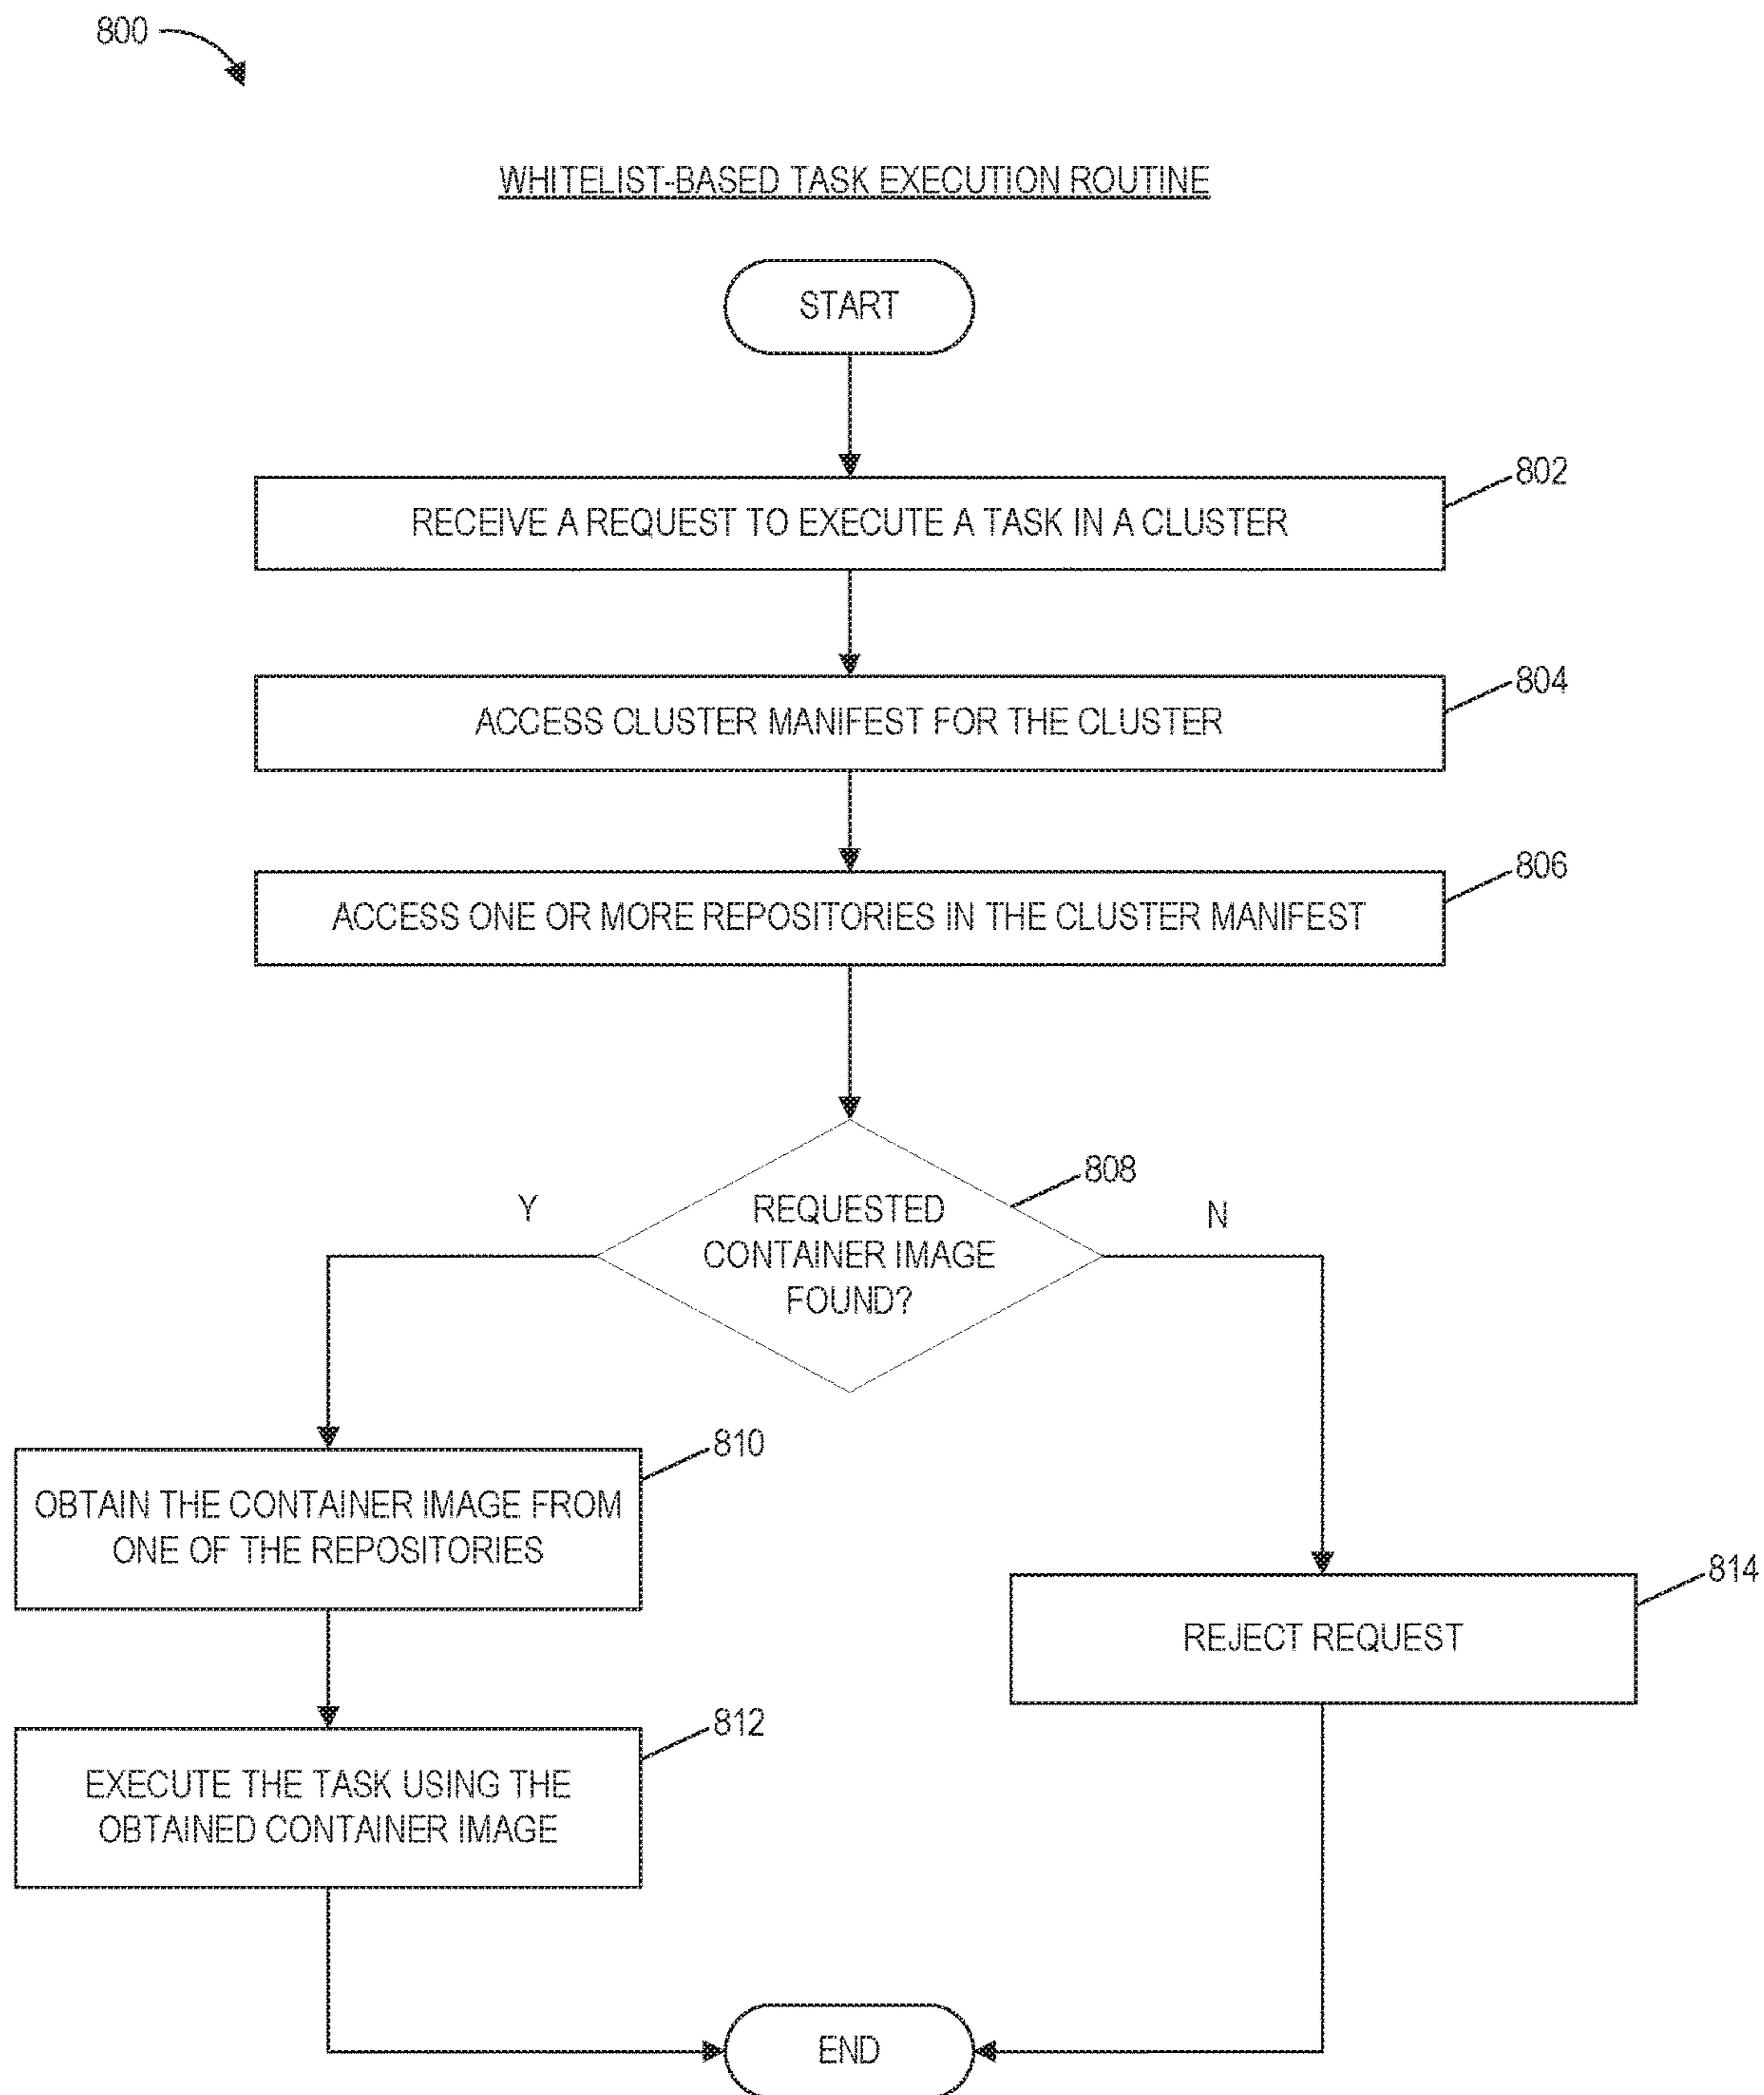 800
WHITELIST-BASED TASK EXECUTION ROUTINE
START
802
RECEIVE A REQUEST TO EXECUTE A TASK IN A CLUSTER
804
ACCESS CLUSTER MANIFEST FOR THE CLUSTER
806
ACCESS ONE OR MORE REPOSITORIES IN THE CLUSTER MANIFEST
808
Y
REQUESTED
CONTAINER IMAGE
FOUND?
N
810
OBTAIN THE CONTAINER IMAGE FROM
ONE OF THE REPOSITORIES
814
REJECT REQUEST
812
EXECUTE THE TASK USING THE
OBTAINED CONTAINER IMAGE
END